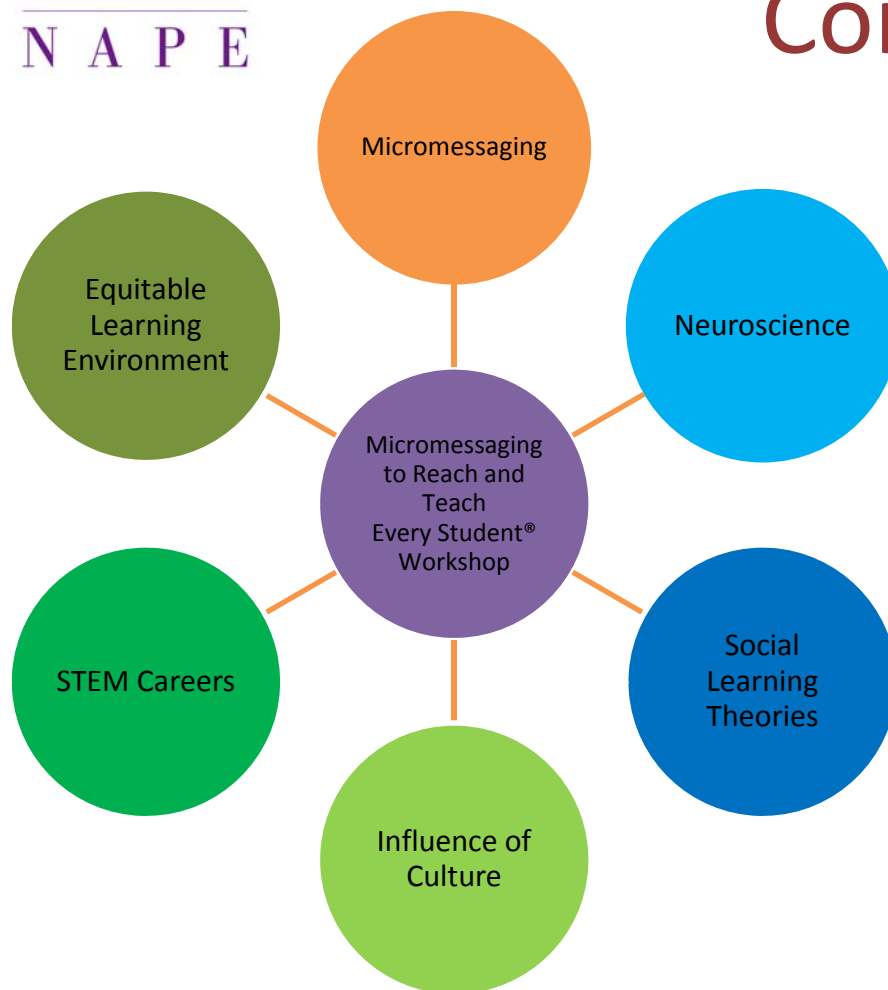 N A P E
Micromessaging
Equitable
Learning
Environment
Neuroscience
Micromessaging
to Reach and
Teach
Every Student®
Workshop
STEM Careers
Social
Learning
Theories
Influence of
Culture